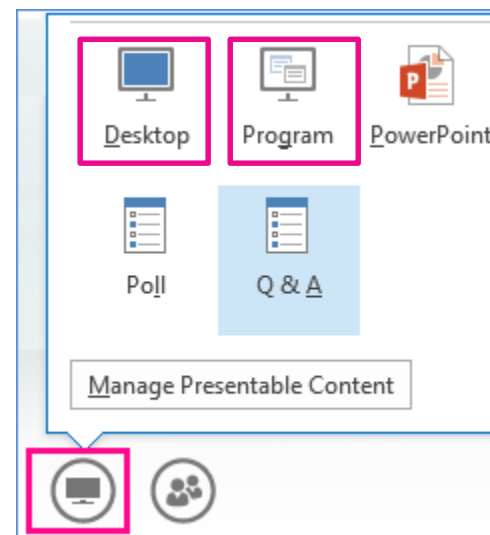 Desktop Program PowerPoint
Poll Q & A
Manage Presentable Content